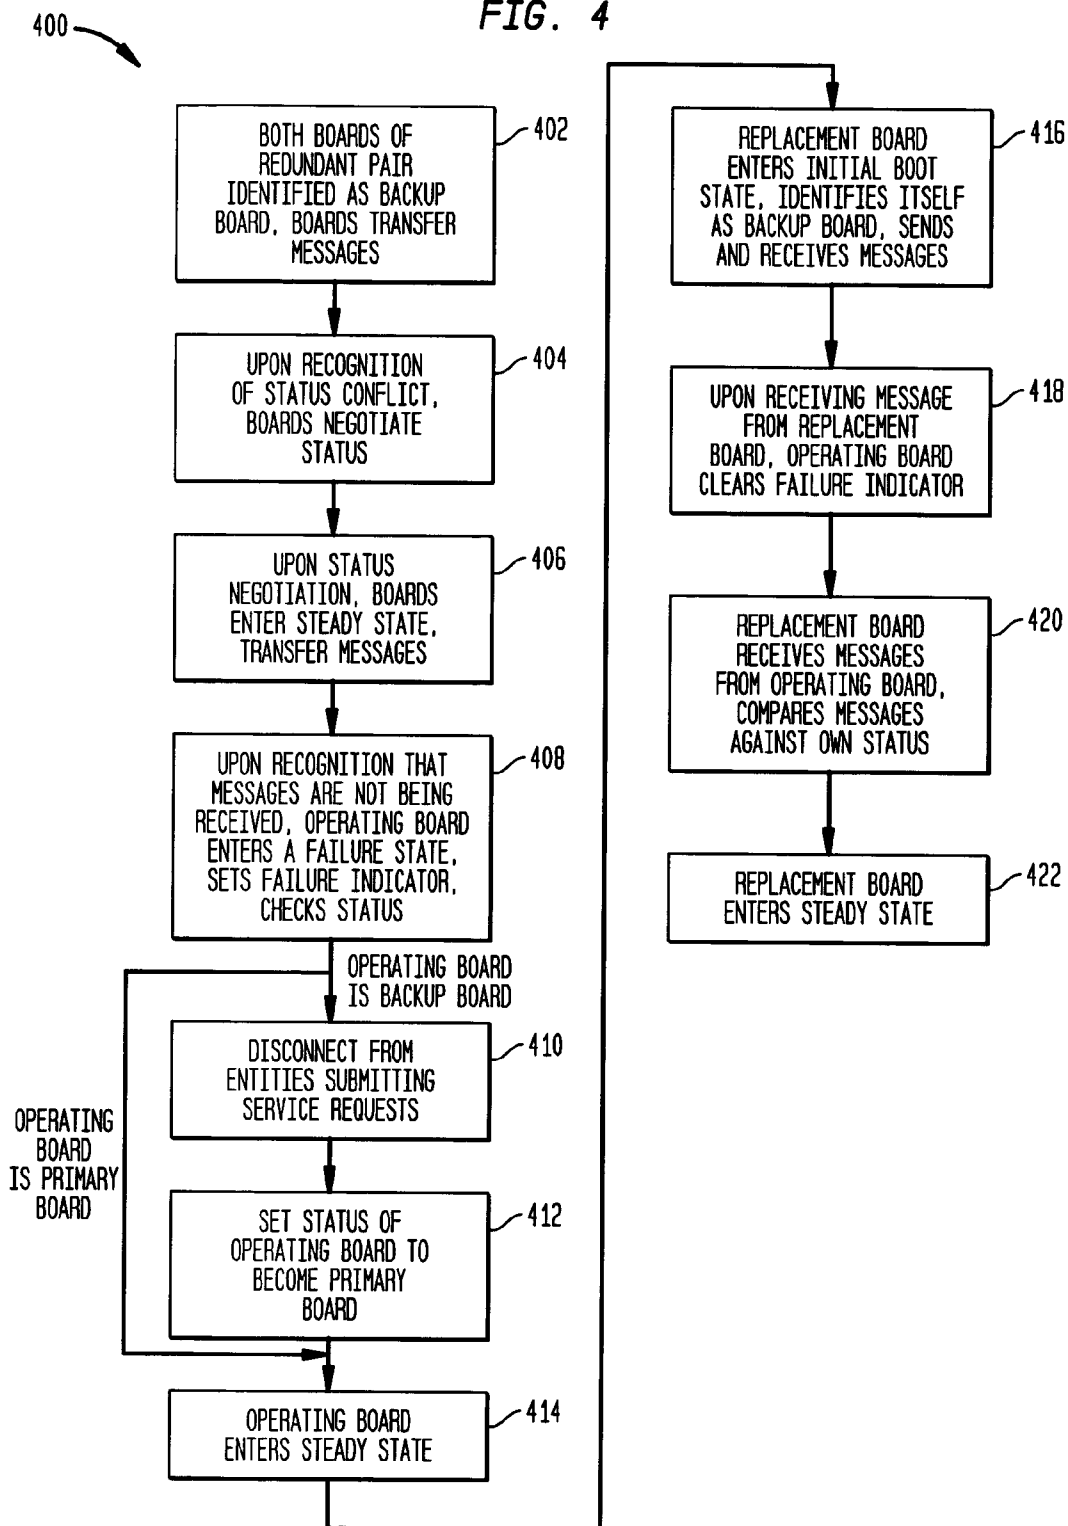 FIG. 4
400
BOTH BOARDS OF
REDUNDANT PAIR
IDENTIFIED AS BACKUP
BOARD, BOARDS TRANSFER
MESSAGES
402
UPON RECOGNITION
OF STATUS CONFLICT,
BOARDS NEGOTIATE
STATUS
404
UPON STATUS
NEGOTIATION, BOARDS
ENTER STEADY STATE,
TRANSFER MESSAGES
406
UPON RECOGNITION THAT
MESSAGES ARE NOT BEING
RECEIVED, OPERATING BOARD
ENTERS A FAILURE STATE,
SETS FAILURE INDICATOR,
CHECKS STATUS
408
OPERATING BOARD
IS BACKUP BOARD
DISCONNECT FROM
ENTITIES SUBMITTING
SERVICE REQUESTS
410
OPERATING
BOARD
IS PRIMARY
BOARD
SET STATUS OF
OPERATING BOARD TO
BECOME PRIMARY
BOARD
412
OPERATING BOARD
ENTERS STEADY STATE
414
REPLACEMENT BOARD
ENTERS INITIAL BOOT
STATE, IDENTIFIES ITSELF
AS BACKUP BOARD, SENDS
AND RECEIVES MESSAGES
416
UPON RECEIVING MESSAGE
FROM REPLACEMENT
BOARD, OPERATING BOARD
CLEARS FAILURE INDICATOR
418
REPLACEMENT BOARD
RECEIVES MESSAGES
FROM OPERATING BOARD,
COMPARES MESSAGES
AGAINST OWN STATUS
420
REPLACEMENT BOARD
ENTERS STEADY STATE
422